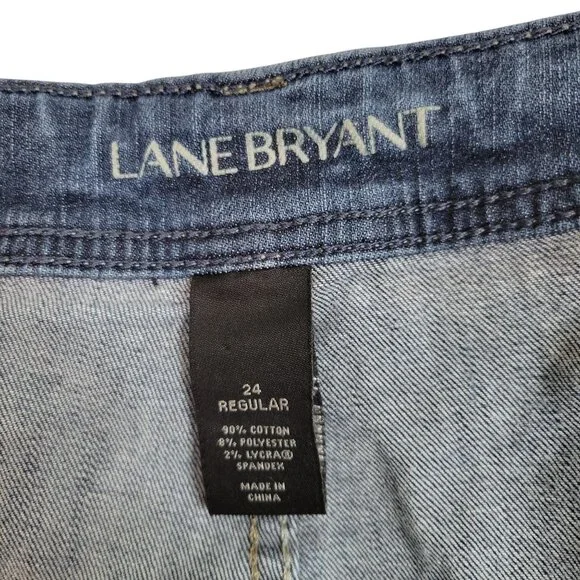 LANE BRYANT
24
REGULAR
90% COTTON
8% POLYESTER
2% LYCRA®
SPANDEX
MADE IN
CHINA